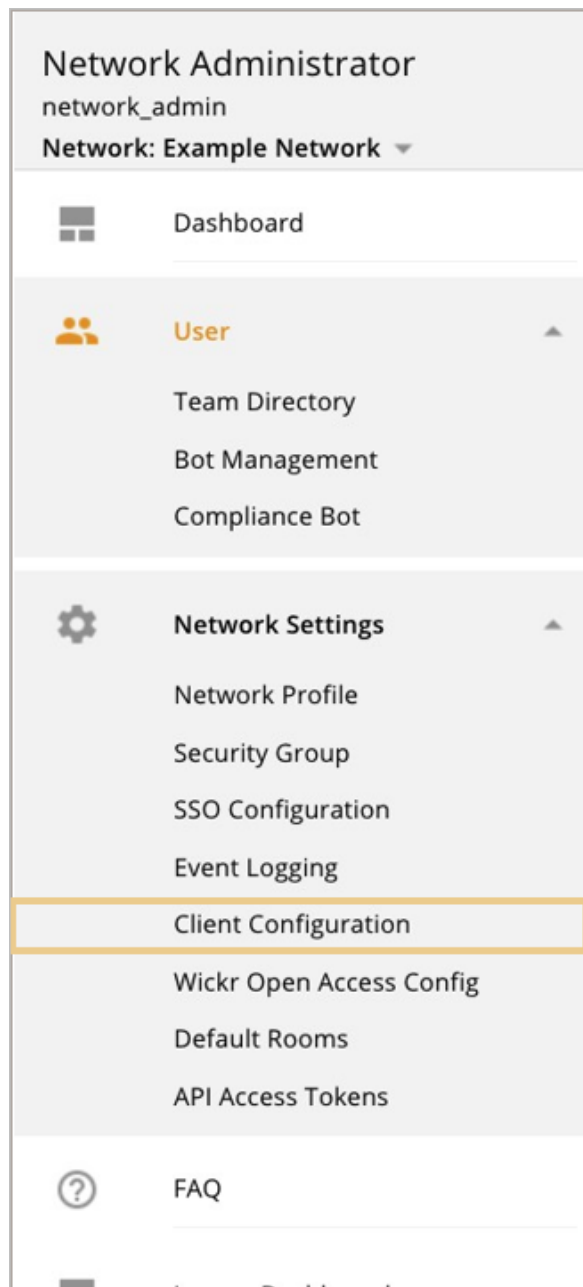 Network Administrator
network_admin
Network: Example Network
Dashboard
User
Team Directory
Bot Management
Compliance Bot
Network Settings
Network Profile
Security Group
SSO Configuration
Event Logging
Client Configuration
Wickr Open Access Config
Default Rooms
API Access Tokens
FAQ